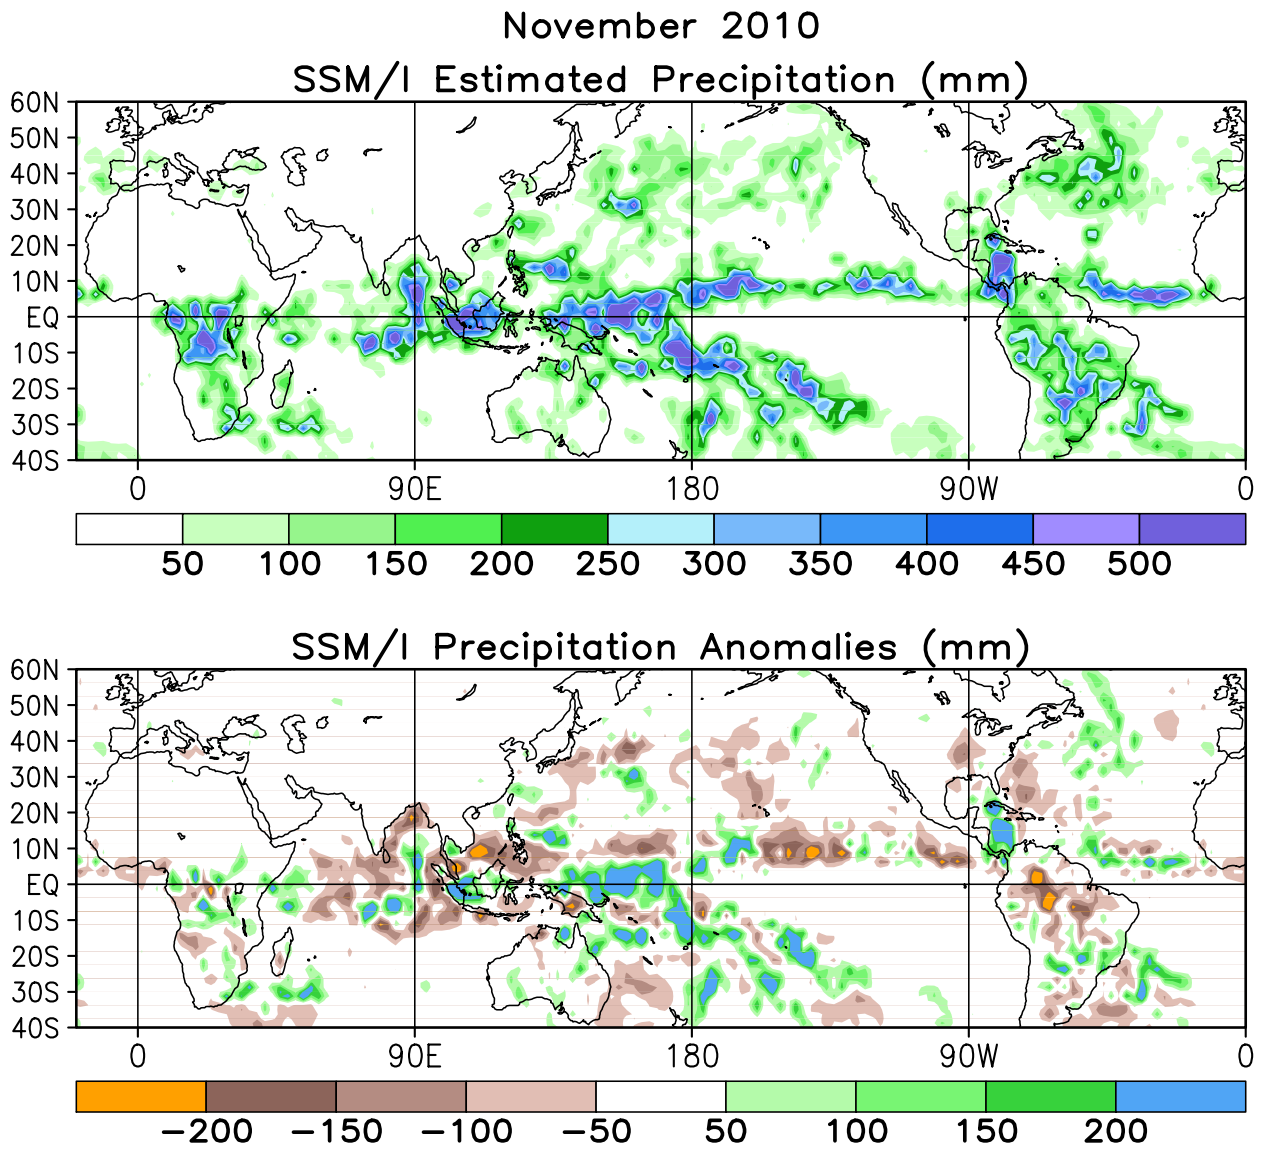 November 2010
SSM/I Estimated Precipitation (mm)
60N
50N
40N
30N
20N
10N
EQ
10S
20S
30S
40S
0 90E 180 90W 0
50 100 150 200 250 300 350 400 450 500
SSM/I Precipitation Anomalies (mm)
60N
50N
40N
30N
20N
10N
EQ
10S
20S
30S
40S
0 90E 180 90W 0
-200 -150 -100 -50 50 100 150 200